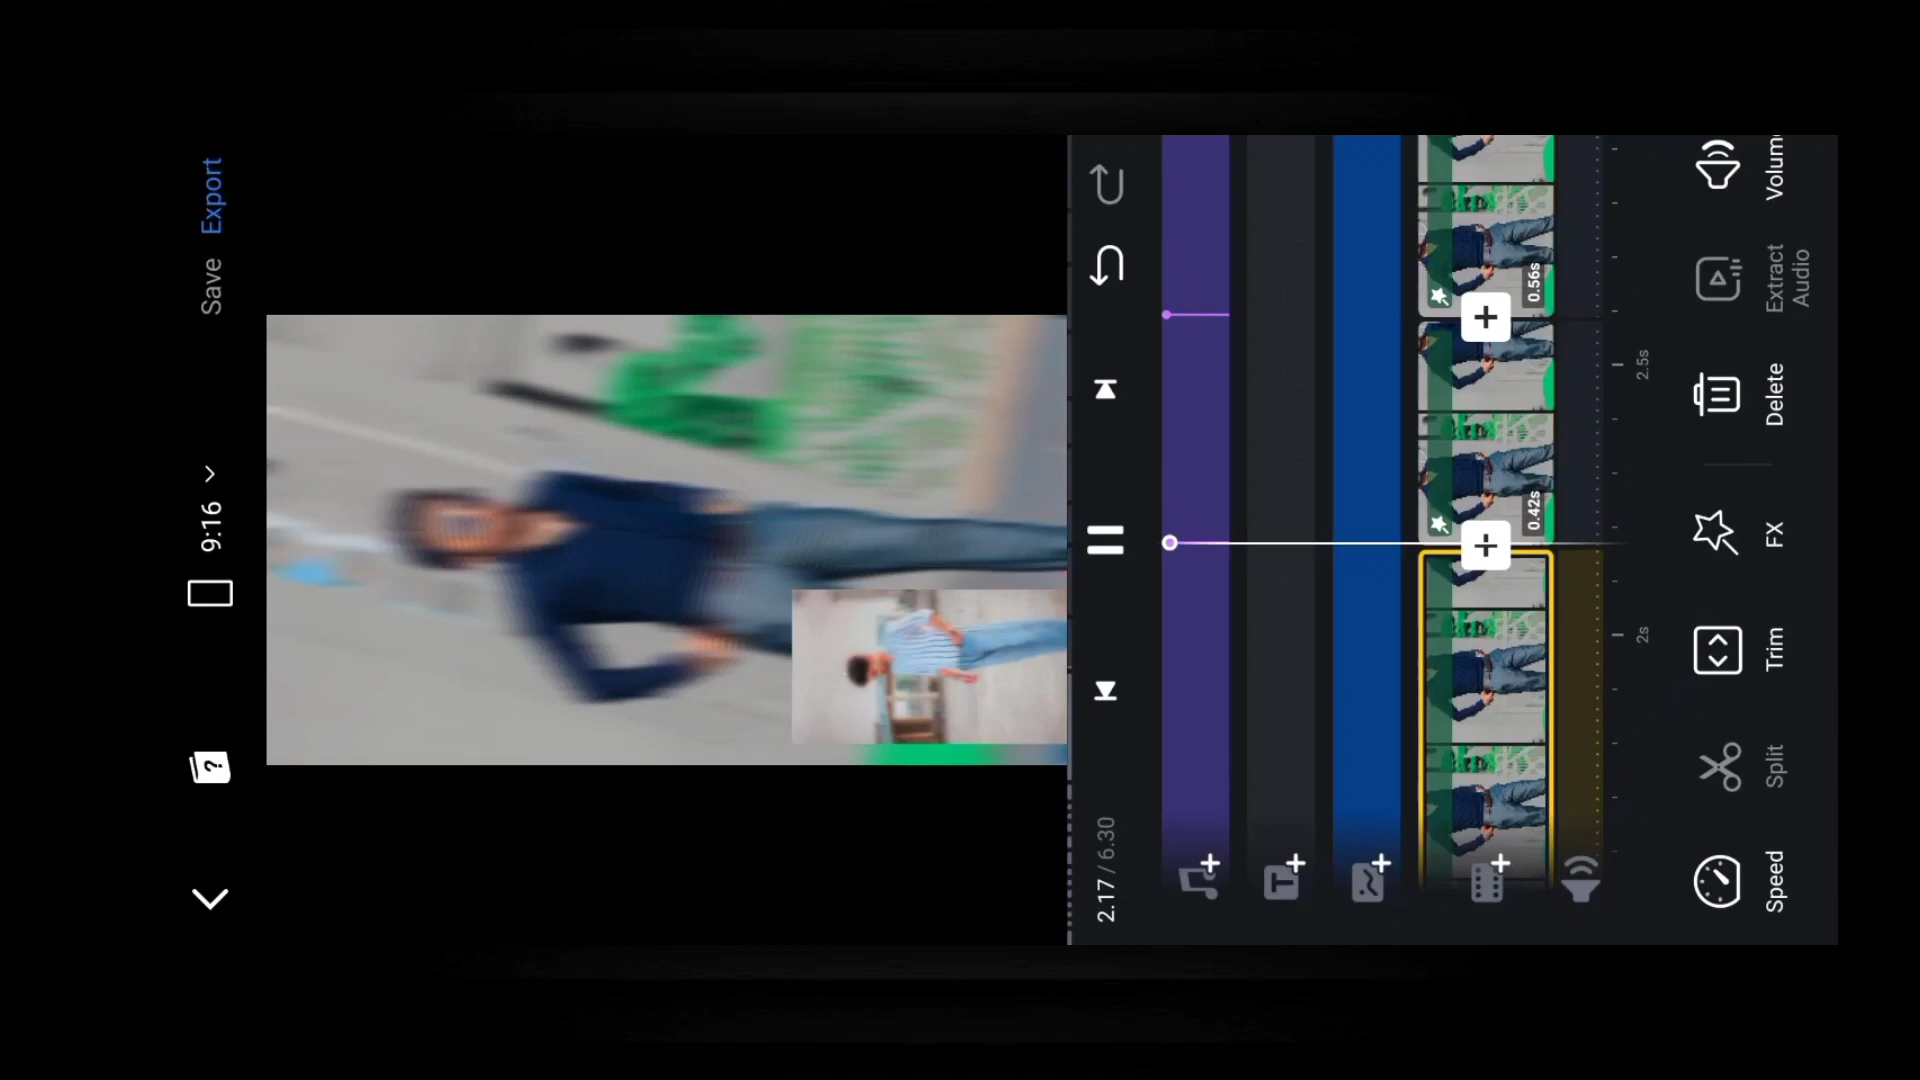 9:16
Save
Export
2.17 / 6.30
0.42s
0.56s
2s
2.5s
Speed
Split
Trim
FX
Delete
Extract
Audio
Volum